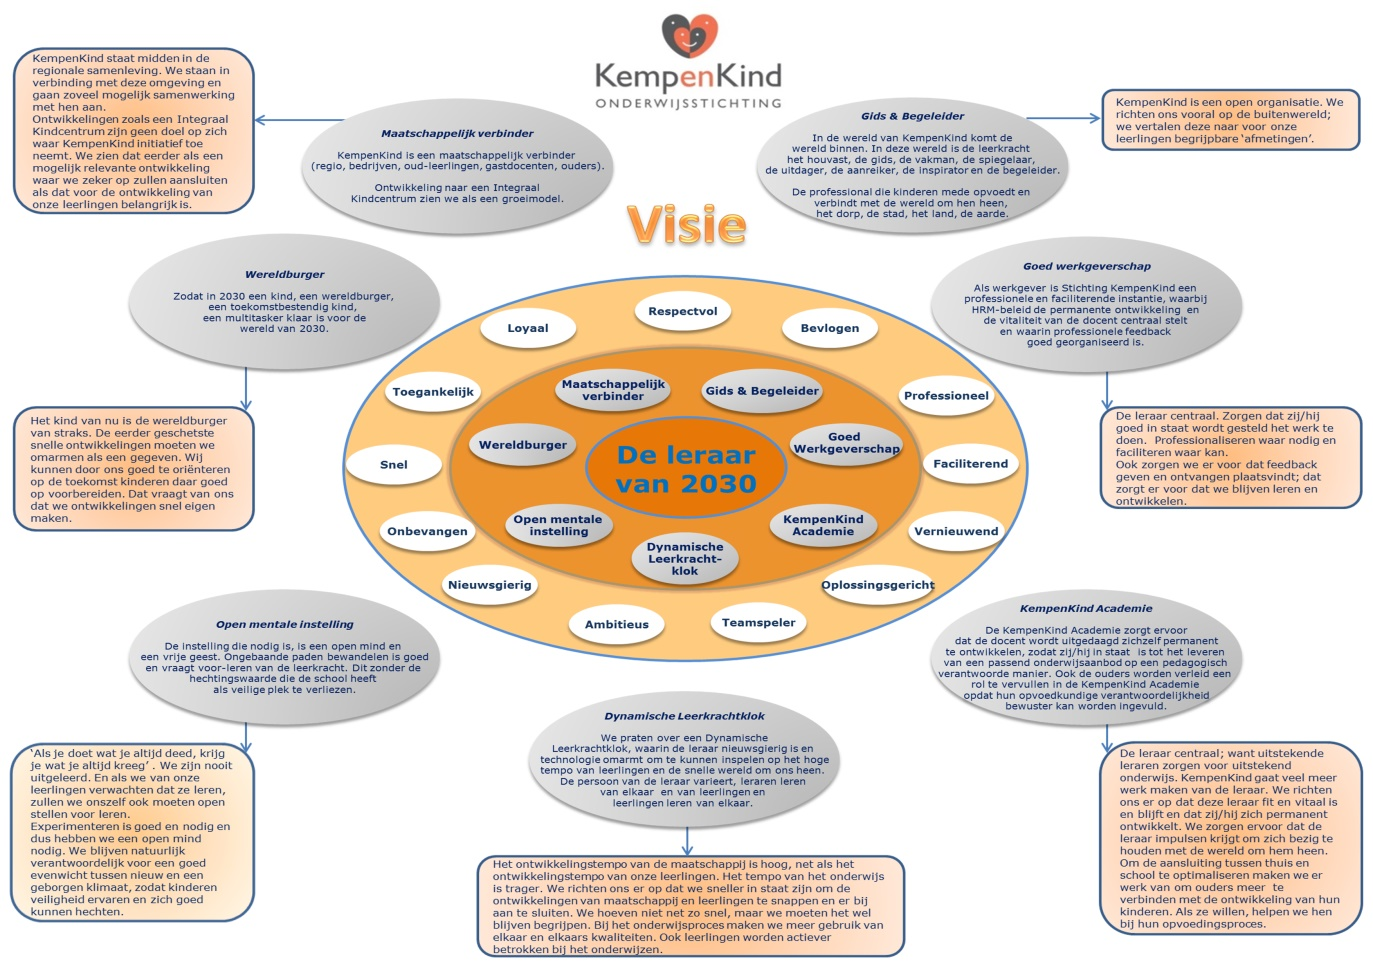 KempenKind
ONDERWIJSSTICHTING
Visie
KempenKind staat midden in de
regionale samenleving. We staan in
verbinding met deze omgeving en
gaan zoveel mogelijk samenwerking
met hen aan.
Ontwikkelingen zoals een Integraal
Kindcentrum zijn geen doel op zich
waar KempenKind initiatief toe
neemt. We zien dat eerder als een
mogelijk relevante ontwikkeling
waar we zeker op zullen aansluiten
als dat voor de ontwikkeling van
onze leerlingen belangrijk is.
Maatschappelijk verbinder
KempenKind is een maatschappelijk verbinder
(regio, bedrijven, oud-leerlingen, gastdocenten, ouders).
Ontwikkeling naar een Integraal
Kindcentrum zien we als een groeimodel.
Gids & Begeleider
In de wereld van KempenKind komt de
wereld binnen. In deze wereld is de leerkracht
het houvast, de gids, de vakman, de spiegelaar,
de uitdager, de aanreiker, de inspirator en de begeleider.
De professional die kinderen mede opvoedt en
verbindt met de wereld om hen heen,
het dorp, de stad, het land, de aarde.
KempenKind is een open organisatie. We
richten ons vooral op de buitenwereld;
we vertalen deze naar voor onze
leerlingen begrijpbare ‘afmetingen’.
Wereldburger
Zodat in 2030 een kind, een wereldburger,
een toekomstbestendig kind,
een multitasker klaar is voor de
wereld van 2030.
Goed werkgeverschap
Als werkgever is Stichting KempenKind een
professionele en faciliterende instantie, waarbij
HRM-beleid de permanente ontwikkeling en
de vitaliteit van de docent centraal stelt
en waarin professionele feedback
goed georganiseerd is.
Het kind van nu is de wereldburger
van straks. De eerder geschetste
snelle ontwikkelingen moeten we
omarmen als een gegeven. Wij
kunnen door ons goed te oriënteren
op de toekomst kinderen daar goed
op voorbereiden. Dat vraagt van ons
dat we ontwikkelingen snel eigen
maken.
De leraar centraal. Zorgen dat zij/hij
goed in staat wordt gesteld het werk te
doen. Professionaliseren waar nodig en
faciliteren waar kan.
Ook zorgen we er voor dat feedback
geven en ontvangen plaatsvindt; dat
zorgt er voor dat we blijven leren en
ontwikkelen.
Respectvol
Loyaal
Bevlogen
Toegankelijk
Professioneel
Snel
Faciliterend
Onbevangen
Vernieuwend
Nieuwsgierig
Oplossingsgericht
Ambitieus
Teamspeler
Maatschappelijk
verbinder
Gids & Begeleider
Wereldburger
Goed
Werkgeverschap
De leraar
van 2030
Open mentale
instelling
KempenKind
Academie
Dynamische
Leerkracht-
klok
Open mentale instelling
De instelling die nodig is, is een open mind en
een vrije geest. Ongebaande paden bewandelen is goed
en vraagt voor-leren van de leerkracht. Dit zonder de
hechtingswaarde die de school heeft
als veilige plek te verliezen.
KempenKind Academie
De KempenKind Academie zorgt ervoor
dat de docent wordt uitgedaagd zichzelf permanent
te ontwikkelen, zodat zij/hij in staat is tot het leveren
van een passend onderwijsaanbod op een pedagogisch
verantwoorde manier. Ook de ouders worden verleid een
rol te vervullen in de KempenKind Academie
opdat hun opvoedkundige verantwoordelijkheid
bewuster kan worden ingevuld.
Dynamische Leerkrachtklok
We praten over een Dynamische
Leerkrachtklok, waarin de leraar nieuwsgierig is en
technologie omarmt om te kunnen inspelen op het hoge
tempo van leerlingen en de snelle wereld om ons heen.
De persoon van de leraar varieert, leraren leren
van elkaar en van leerlingen en
leerlingen leren van elkaar.
‘Als je doet wat je altijd deed, krijg
je wat je altijd kreeg’ . We zijn nooit
uitgeleerd. En als we van onze
leerlingen verwachten dat ze leren,
zullen we onszelf ook moeten open
stellen voor leren.
Experimenteren is goed en nodig en
dus hebben we een open mind
nodig. We blijven natuurlijk
verantwoordelijk voor een goed
evenwicht tussen nieuw en een
geborgen klimaat, zodat kinderen
veiligheid ervaren en zich goed
kunnen hechten.
Het ontwikkelingstempo van de maatschappij is hoog, net als het
ontwikkelingstempo van onze leerlingen. Het tempo van het onderwijs
is trager. We richten ons er op dat we sneller in staat zijn om de
ontwikkelingen van maatschappij en leerlingen te snappen en er bij
aan te sluiten. We hoeven niet net zo snel, maar we moeten het wel
blijven begrijpen. Bij het onderwijsproces maken we meer gebruik van
elkaar en elkaars kwaliteiten. Ook leerlingen worden actiever
betrokken bij het onderwijzen.
De leraar centraal; want uitstekende
leraren zorgen voor uitstekend
onderwijs. KempenKind gaat veel meer
werk maken van de leraar. We richten
ons er op dat deze leraar fit en vitaal is
en blijft en dat zij/hij zich permanent
ontwikkelt. We zorgen ervoor dat de
leraar impulsen krijgt om zich bezig te
houden met de wereld om hem heen.
Om de aansluiting tussen thuis en
school te optimaliseren maken we er
werk van om ouders meer te
verbinden met de ontwikkeling van hun
kinderen. Als ze willen, helpen we hen
bij hun opvoedingsproces.